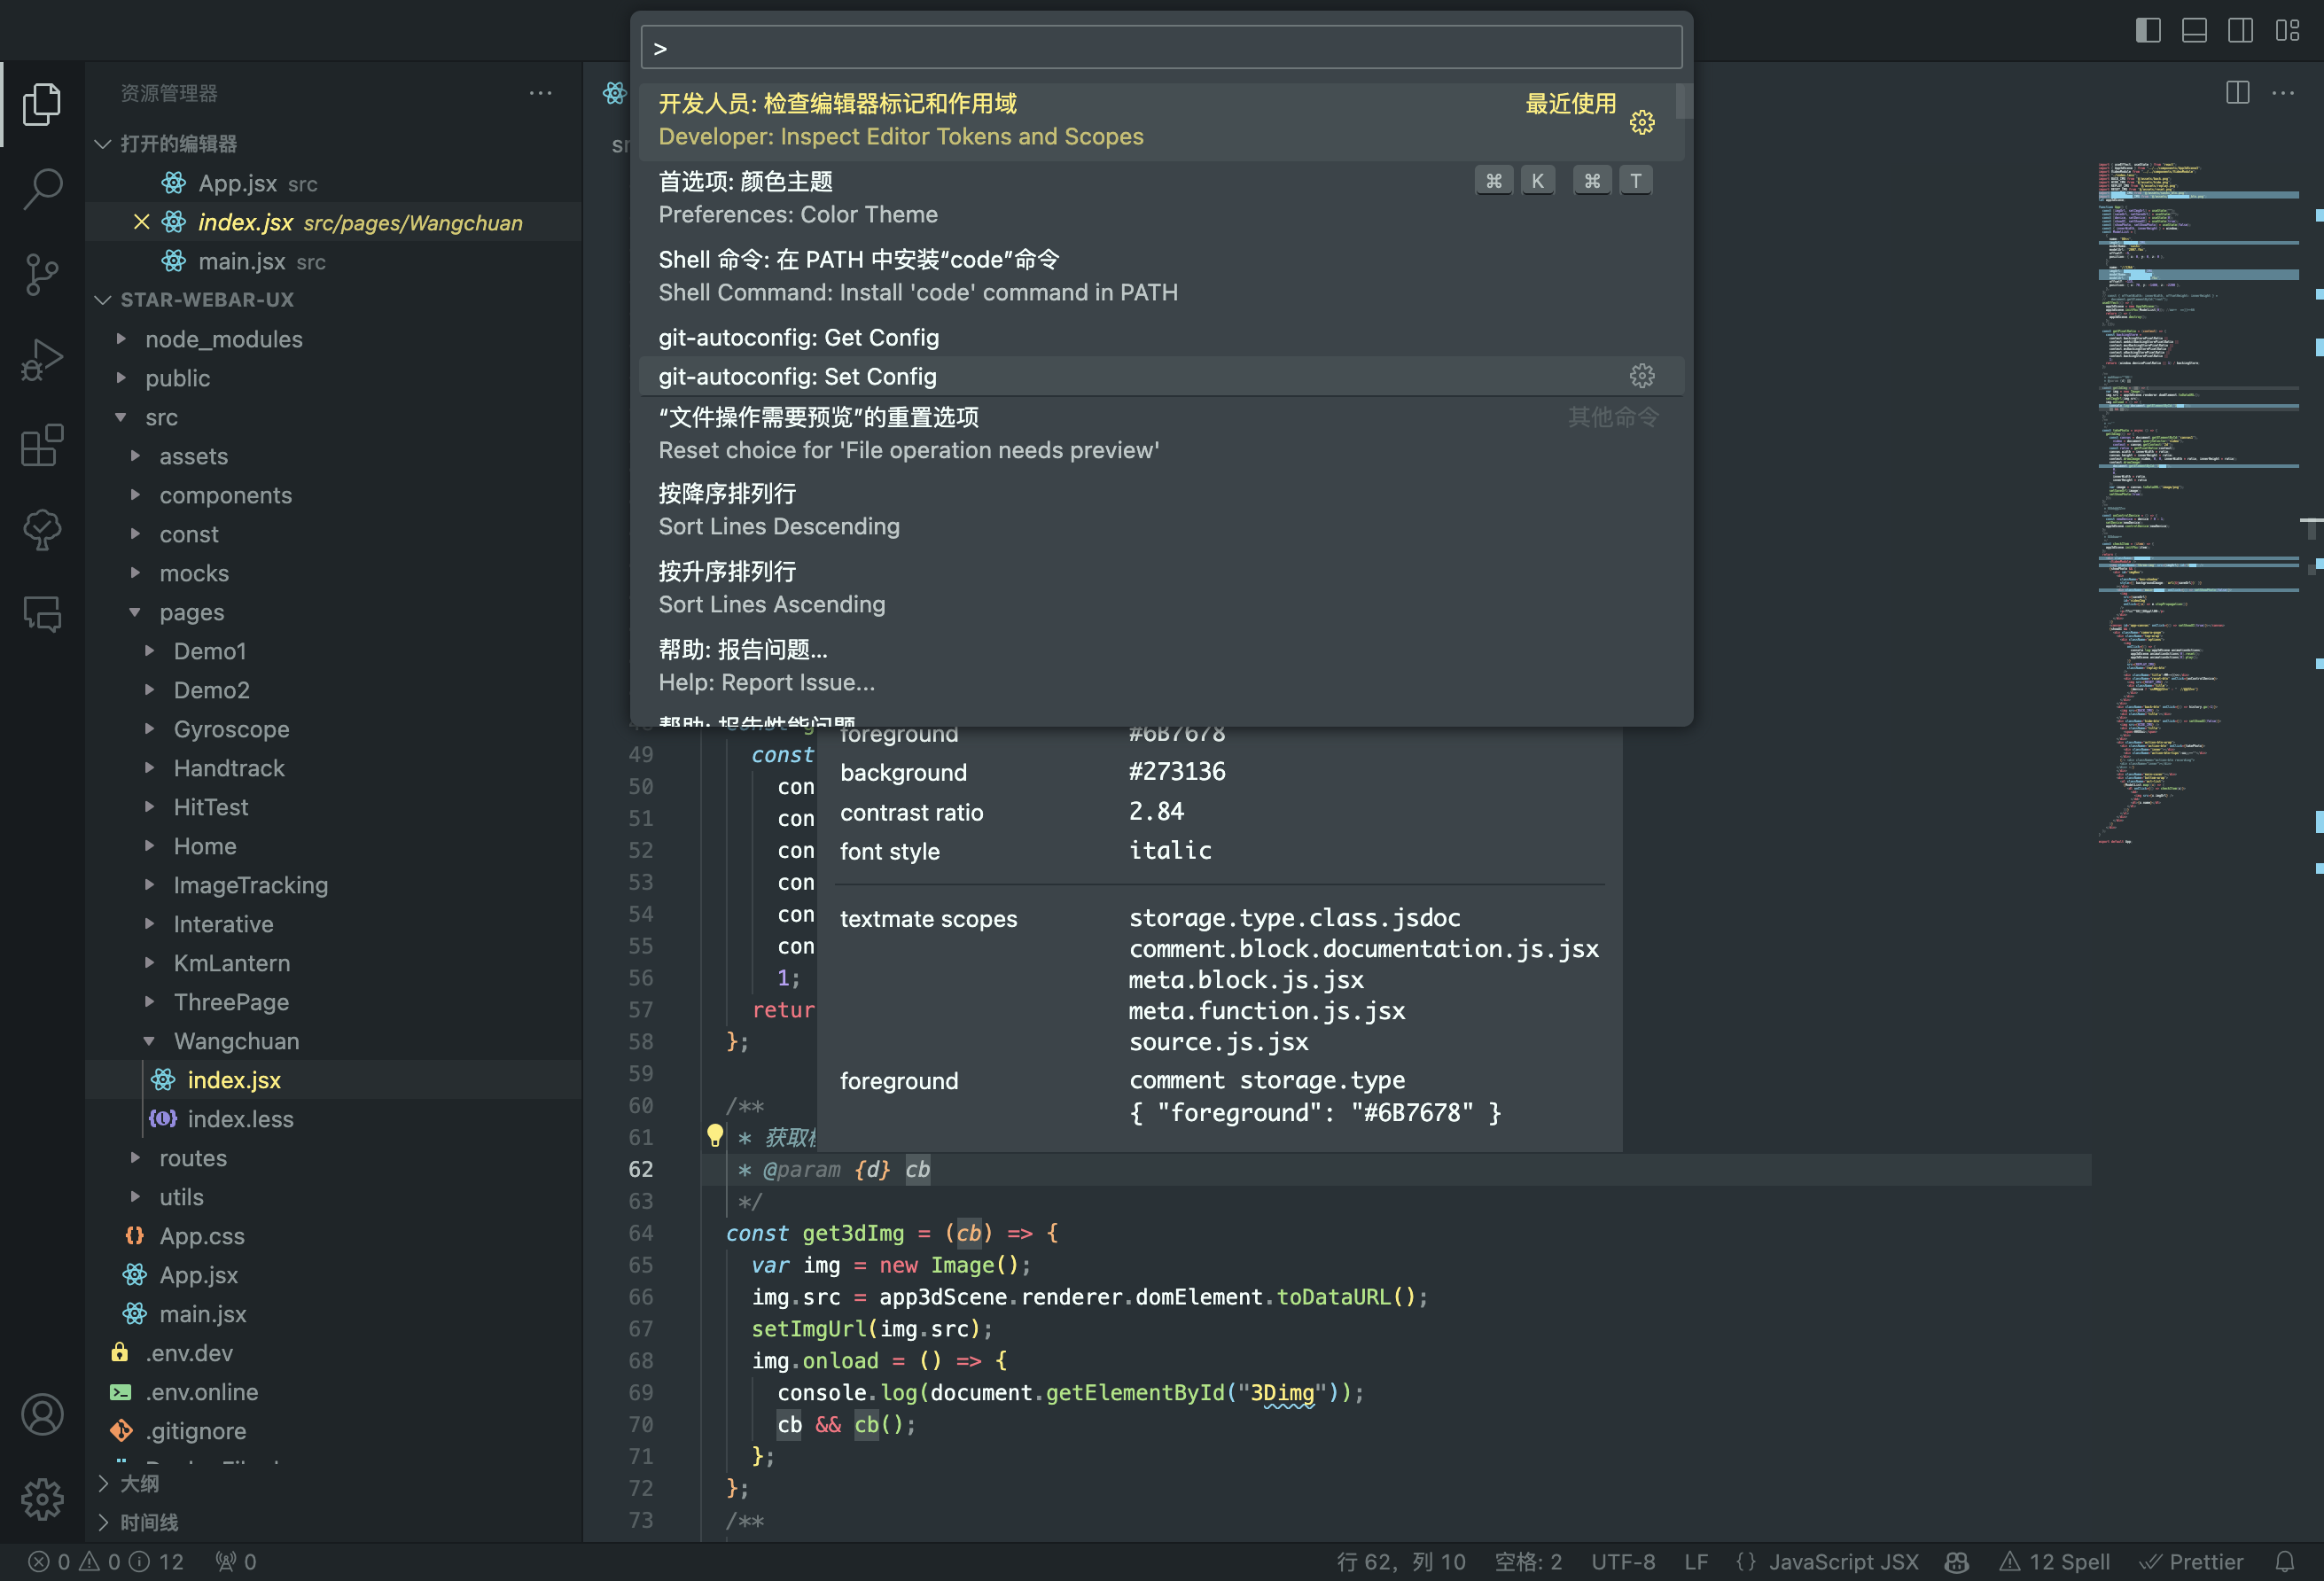 >
开发人员: 检查编辑器标记和作用域
最近使用
Developer: Inspect Editor Tokens and Scopes
首选项: 颜色主题
⌘ K ⌘ T
Preferences: Color Theme
Shell 命令: 在 PATH 中安装“code”命令
Shell Command: Install 'code' command in PATH
git-autoconfig: Get Config
git-autoconfig: Set Config
“文件操作需要预览”的重置选项
其他命令
Reset choice for 'File operation needs preview'
按降序排列行
Sort Lines Descending
按升序排列行
Sort Lines Ascending
帮助: 报告问题...
Help: Report Issue...
帮助: 报告性能问题
资源管理器
打开的编辑器
App.jsx src
index.jsx src/pages/Wangchuan
main.jsx src
STAR-WEBAR-UX
node_modules
public
src
assets
components
const
mocks
pages
Demo1
Demo2
Gyroscope
Handtrack
HitTest
Home
ImageTracking
Interative
KmLantern
ThreePage
Wangchuan
index.jsx
index.less
routes
utils
App.css
App.jsx
main.jsx
.env.dev
.env.online
.gitignore
大纲
时间线
foreground #6B7678
background #273136
contrast ratio 2.84
font style italic
textmate scopes storage.type.class.jsdoc
comment.block.documentation.js.jsx
meta.block.js.jsx
meta.function.js.jsx
source.js.jsx
foreground comment storage.type
{ "foreground": "#6B7678" }
49 const
50 con
51 con
52 con
53 con
54 con
55 con
56 1;
57 retur
58 };
59
60 /**
61 * 获取
62 * @param {d} cb
63 */
64 const get3dImg = (cb) => {
65 var img = new Image();
66 img.src = app3dScene.renderer.domElement.toDataURL();
67 setImgUrl(img.src);
68 img.onload = () => {
69 console.log(document.getElementById("3Dimg"));
70 cb && cb();
71 };
72 };
73 /**
0 0 12 0
行 62，列 10 空格: 2 UTF-8 LF {} JavaScript JSX 12 Spell Prettier